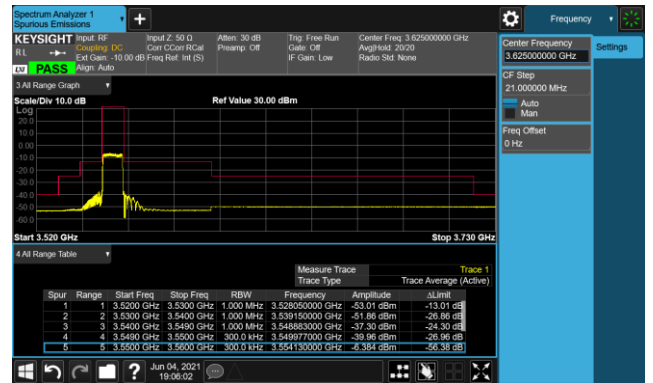 Spectrum Analyzer 1
Spurious Emissions
Frequency
KEYSIGHT
Input: RF
Coupling: DC
Ext Gain: -10.00 dB
Align: Auto
Input Z: 50 Ω
Corr CCorr RCal
Freq Ref: Int (S)
Atten: 30 dB
Preamp: Off
Trig: Free Run
Gate: Off
IF Gain: Low
Center Freq: 3.625000000 GHz
Avg|Hold: 20/20
Radio Std: None
RL
LXI PASS
Center Frequency
3.625000000 GHz
Settings
CF Step
21.000000 MHz
Auto
Man
Freq Offset
0 Hz
3 All Range Graph
Scale/Div 10.0 dB
Ref Value 30.00 dBm
Log
20.0
10.0
0.00
-10.0
-20.0
-30.0
-40.0
-50.0
-60.0
Start 3.520 GHz
Stop 3.730 GHz
4 All Range Table
Measure Trace Trace 1
Trace Type Trace Average (Active)
Spur Range Start Freq Stop Freq RBW Frequency Amplitude ΔLimit
1 1 3.5200 GHz 3.5300 GHz 1.000 MHz 3.528050000 GHz -53.01 dBm -13.01 dB
2 2 3.5300 GHz 3.5400 GHz 1.000 MHz 3.539150000 GHz -51.86 dBm -26.86 dB
3 3 3.5400 GHz 3.5490 GHz 1.000 MHz 3.548883000 GHz -37.30 dBm -24.30 dB
4 4 3.5490 GHz 3.5500 GHz 300.0 kHz 3.549977000 GHz -39.96 dBm -26.96 dB
5 5 3.5500 GHz 3.5600 GHz 300.0 kHz 3.554130000 GHz -6.384 dBm -56.38 dB
?
Jun 04, 2021
19:06:02